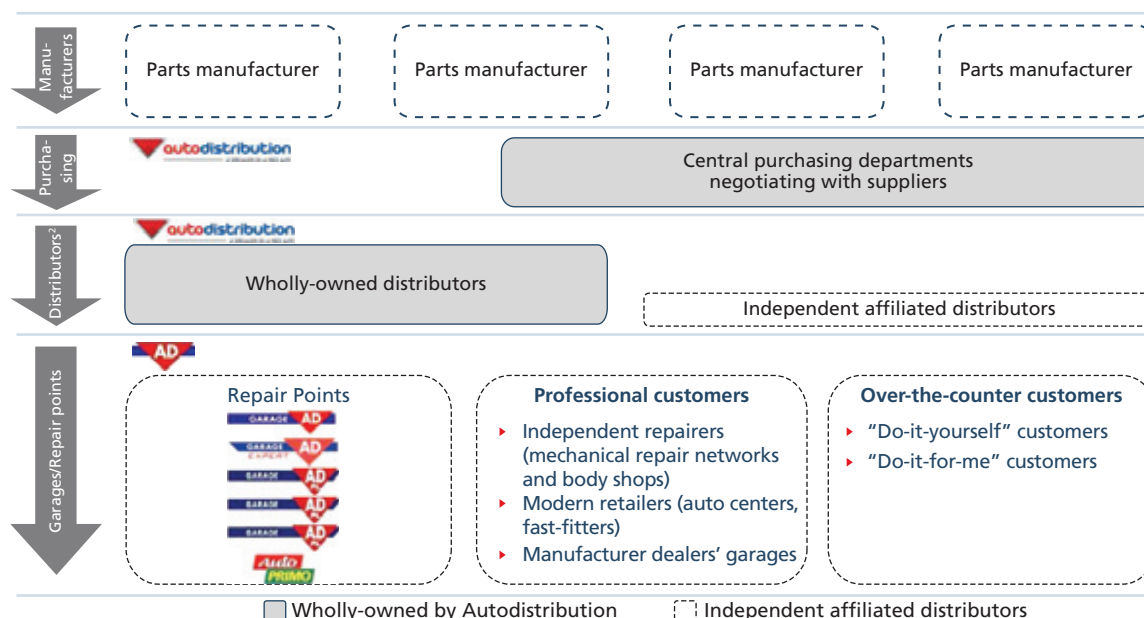 Manu-
facturers
Parts manufacturer
Parts manufacturer
Parts manufacturer
Parts manufacturer
Purcha-
sing
autodistribution
Central purchasing departments
negotiating with suppliers
Distributors2
autodistribution
Wholly-owned distributors
Independent affiliated distributors
Garages/Repair points
AD
Repair Points
GARAGE AD
GARAGE AD
EXPERT
GARAGE AD
GARAGE AD
GARAGE AD
Auto
PRIMO
Professional customers
▸ Independent repairers
(mechanical repair networks
and body shops)
▸ Modern retailers (auto centers,
fast-fitters)
▸ Manufacturer dealers’ garages
Over-the-counter customers
▸ “Do-it-yourself” customers
▸ “Do-it-for-me” customers
Wholly-owned by Autodistribution
Independent affiliated distributors